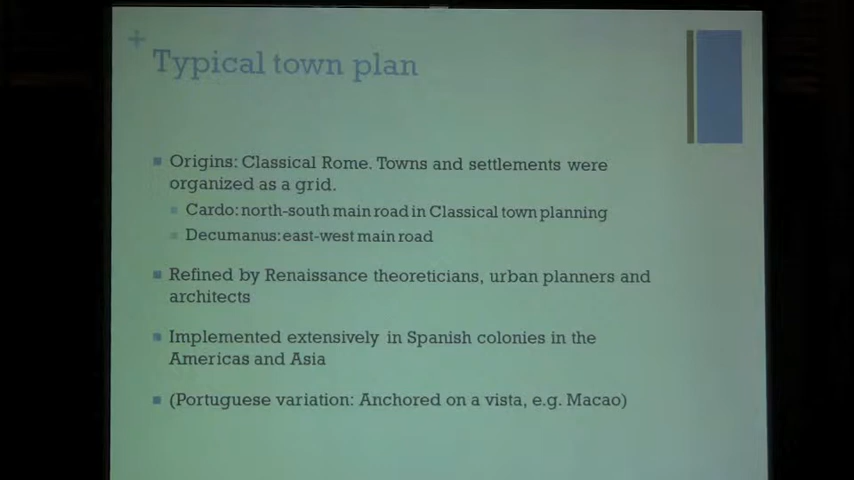 +
Typical town plan
Origins: Classical Rome. Towns and settlements were
organized as a grid.
Cardo: north-south main road in Classical town planning
Decumanus: east-west main road
Refined by Renaissance theoreticians, urban planners and
architects
Implemented extensively in Spanish colonies in the
Americas and Asia
(Portuguese variation: Anchored on a vista, e.g. Macao)